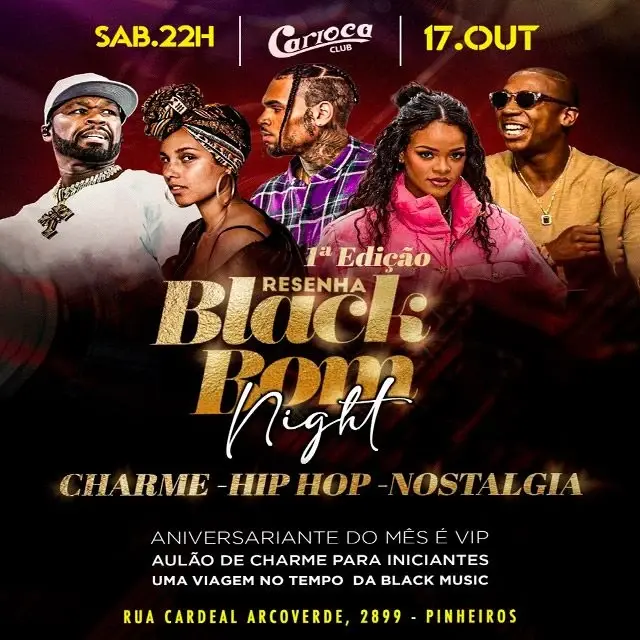 SAB.22H
Carioca
CLUB
17.OUT
1ª Edição
RESENHA
Black
Bom
Night
CHARME -HIP HOP -NOSTALGIA
ANIVERSARIANTE DO MÊS É VIP
AULÃO DE CHARME PARA INICIANTES
UMA VIAGEM NO TEMPO DA BLACK MUSIC
RUA CARDEAL ARCOVERDE, 2899 - PINHEIROS